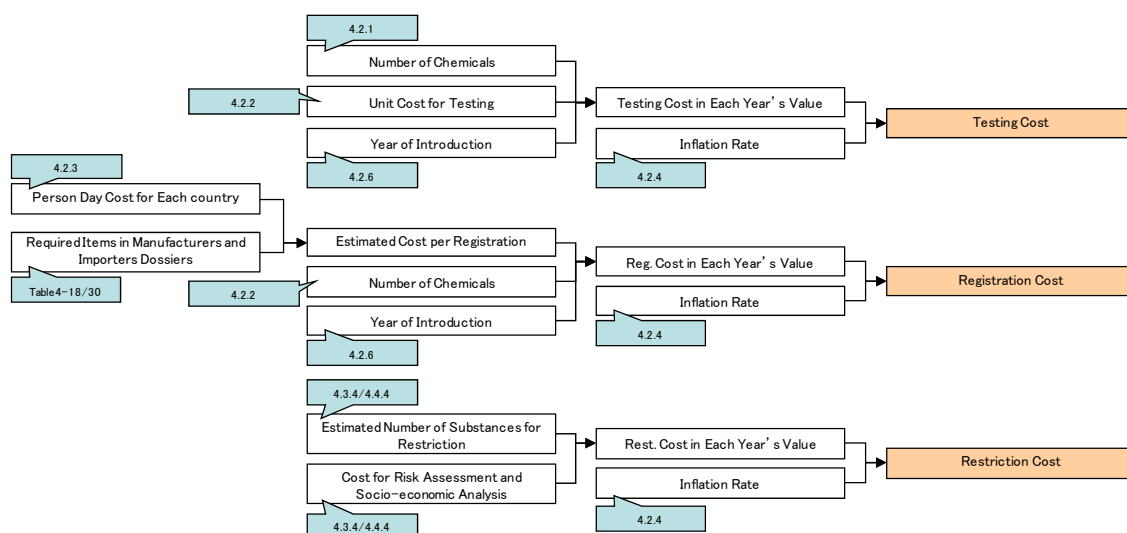 4.2.1
Number of Chemicals
4.2.2
Unit Cost for Testing
Testing Cost in Each Year's Value
Testing Cost
Year of Introduction
Inflation Rate
4.2.3
4.2.6
4.2.4
Person Day Cost for Each country
Required Items in Manufacturers and
Importers Dossiers
Estimated Cost per Registration
Reg. Cost in Each Year's Value
Table4-18/30
4.2.2
Number of Chemicals
Registration Cost
Inflation Rate
Year of Introduction
4.2.6
4.2.4
4.3.4/4.4.4
Estimated Number of Substances for
Restriction
Rest. Cost in Each Year's Value
Restriction Cost
Cost for Risk Assessment and
Socio-economic Analysis
Inflation Rate
4.3.4/4.4.4
4.2.4